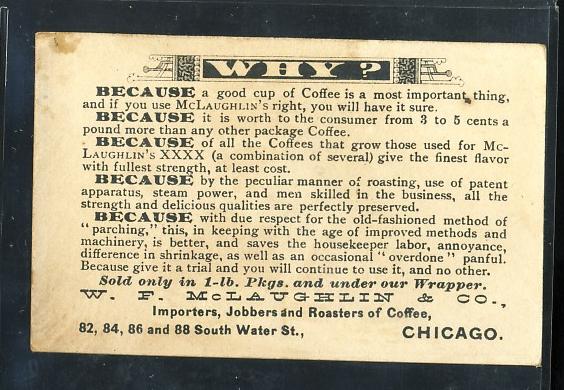 WHY?
BECAUSE a good cup of Coffee is a most important thing,
and if you use McLAUGHLIN'S right, you will have it sure.
BECAUSE it is worth to the consumer from 3 to 5 cents a
pound more than any other package Coffee.
BECAUSE of all the Coffees that grow those used for Mc-
LAUGHLIN'S XXXX (a combination of several) give the finest flavor
with fullest strength, at least cost.
BECAUSE by the peculiar manner of roasting, use of patent
apparatus, steam power, and men skilled in the business, all the
strength and delicious qualities are perfectly preserved.
BECAUSE with due respect for the old-fashioned method of
"parching," this, in keeping with the age of improved methods and
machinery, is better, and saves the housekeeper labor, annoyance,
difference in shrinkage, as well as an occasional "overdone" panful.
Because give it a trial and you will continue to use it, and no other.
Sold only in 1-lb. Pkgs. and under our Wrapper.
W. F. McLAUGHLIN & CO.,
Importers, Jobbers and Roasters of Coffee,
82, 84, 86 and 88 South Water St., CHICAGO.